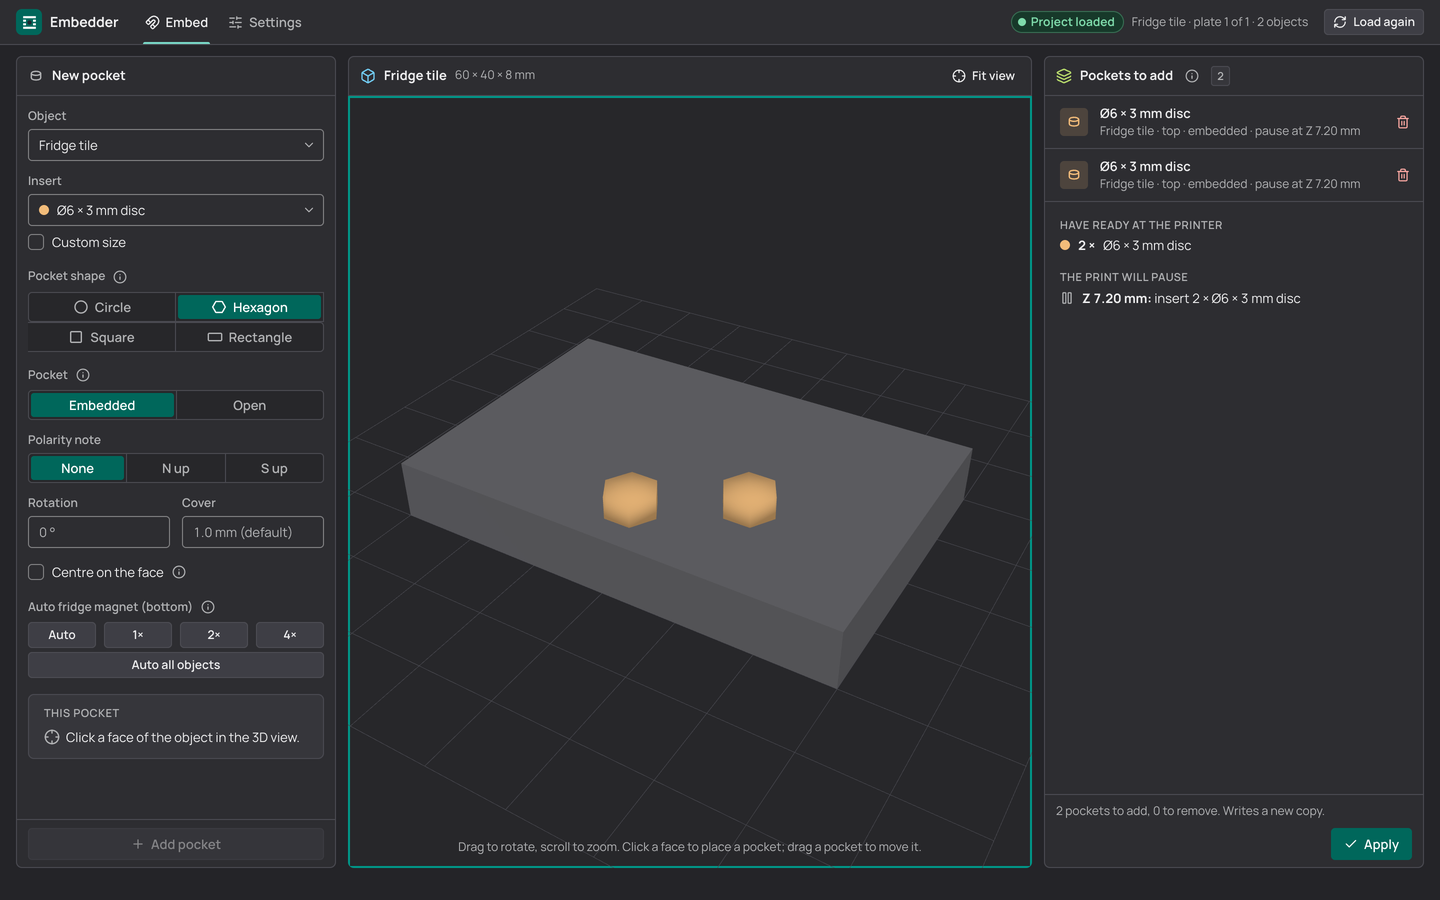 Embedder
Embed
Settings
Project loaded
Fridge tile · plate 1 of 1 · 2 objects
Load again
New pocket
Object
Fridge tile
Insert
Ø6 × 3 mm disc
Custom size
Pocket shape
Circle
Hexagon
Square
Rectangle
Pocket
Embedded
Open
Polarity note
None
N up
S up
Rotation
Cover
0 °
1.0 mm (default)
Centre on the face
Auto fridge magnet (bottom)
Auto
1×
2×
4×
Auto all objects
THIS POCKET
Click a face of the object in the 3D view.
+ Add pocket
Fridge tile 60 × 40 × 8 mm
Fit view
Drag to rotate, scroll to zoom. Click a face to place a pocket; drag a pocket to move it.
Pockets to add
2
Ø6 × 3 mm disc
Fridge tile · top · embedded · pause at Z 7.20 mm
Ø6 × 3 mm disc
Fridge tile · top · embedded · pause at Z 7.20 mm
HAVE READY AT THE PRINTER
2 × Ø6 × 3 mm disc
THE PRINT WILL PAUSE
Z 7.20 mm: insert 2 × Ø6 × 3 mm disc
2 pockets to add, 0 to remove. Writes a new copy.
Apply